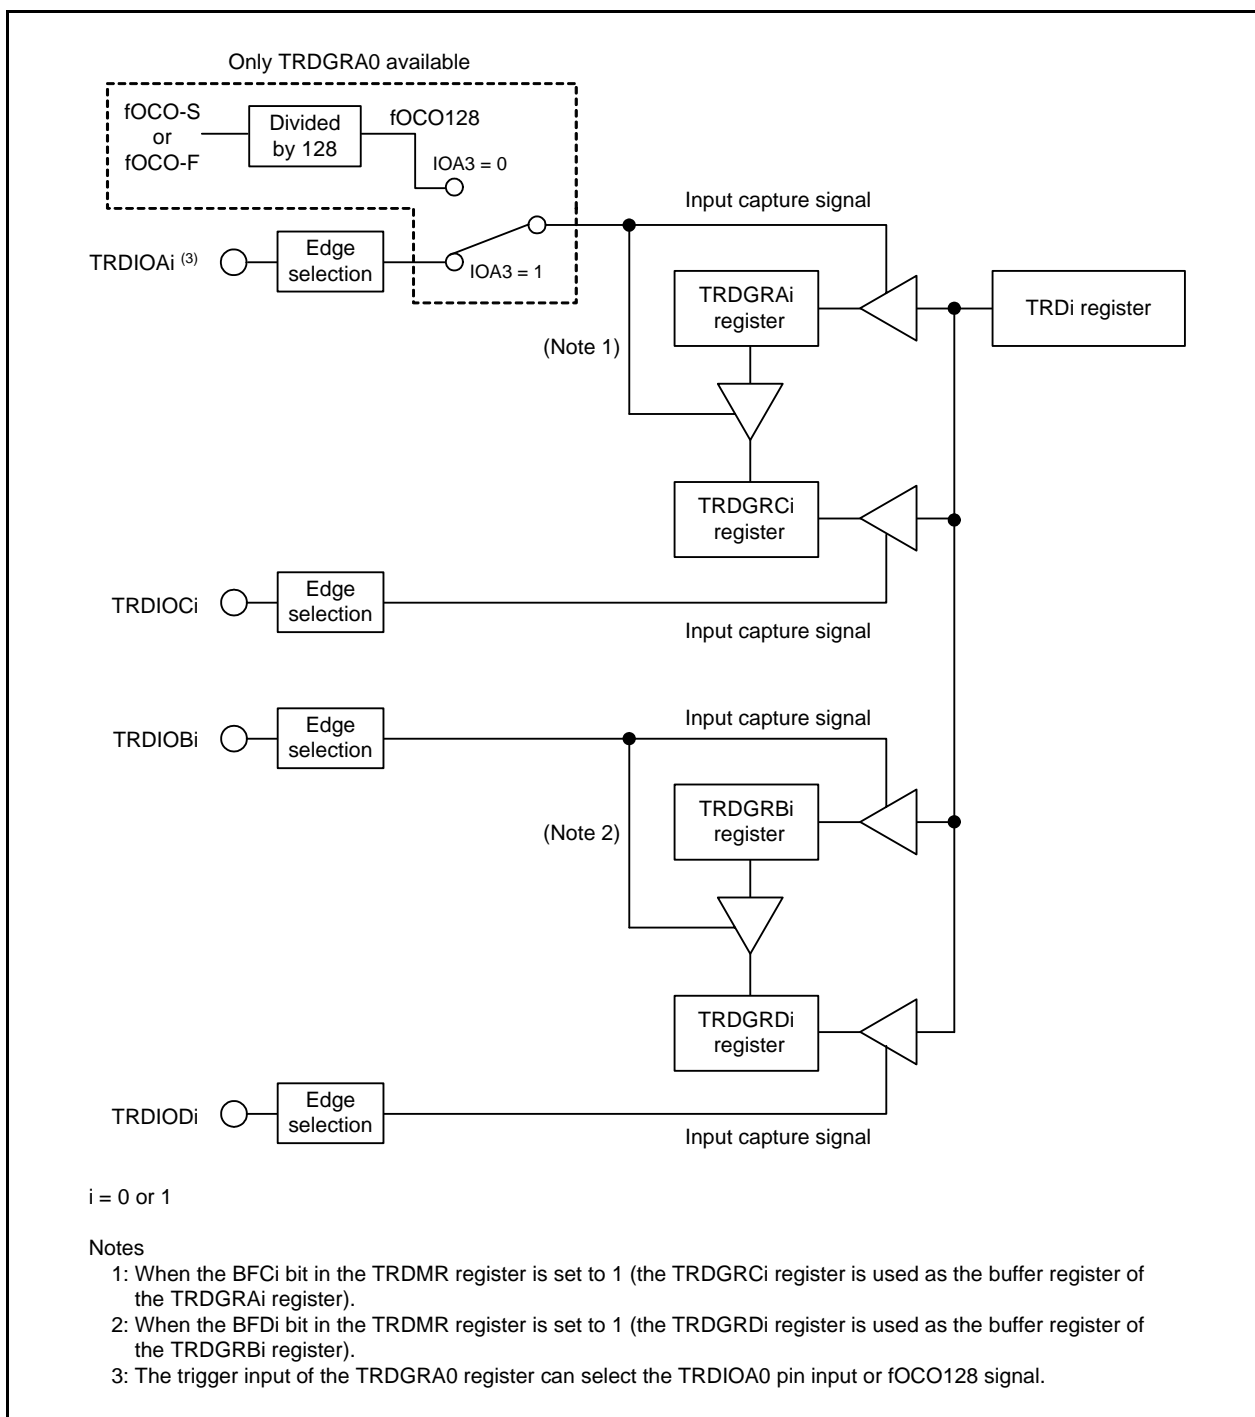 Only TRDGRA0 available
fOCO-S
or
fOCO-F
Divided
by 128
fOCO128
IOA3 = 0
Input capture signal
TRDIOAi (3)
Edge
selection
IOA3 = 1
TRDGRAi
register
TRDi register
(Note 1)
TRDGRCi
register
TRDIOCi
Edge
selection
Input capture signal
TRDIOBi
Edge
selection
Input capture signal
TRDGRBi
register
(Note 2)
TRDGRDi
register
TRDIODi
Edge
selection
Input capture signal
i = 0 or 1
Notes
1: When the BFCi bit in the TRDMR register is set to 1 (the TRDGRCi register is used as the buffer register of
the TRDGRAi register).
2: When the BFDi bit in the TRDMR register is set to 1 (the TRDGRDi register is used as the buffer register of
the TRDGRBi register).
3: The trigger input of the TRDGRA0 register can select the TRDIOA0 pin input or fOCO128 signal.